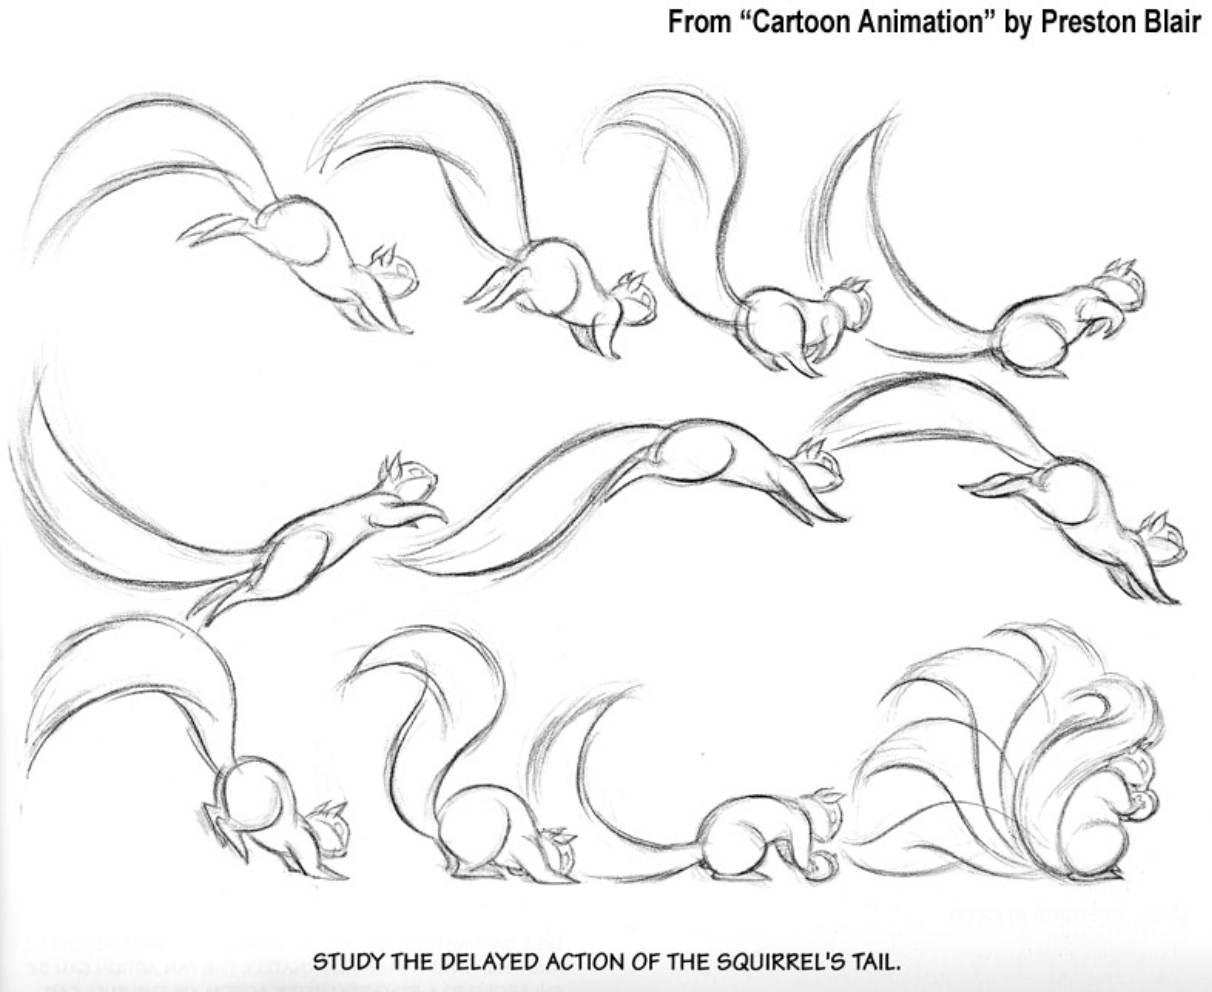 From “Cartoon Animation” by Preston Blair
STUDY THE DELAYED ACTION OF THE SQUIRREL'S TAIL.